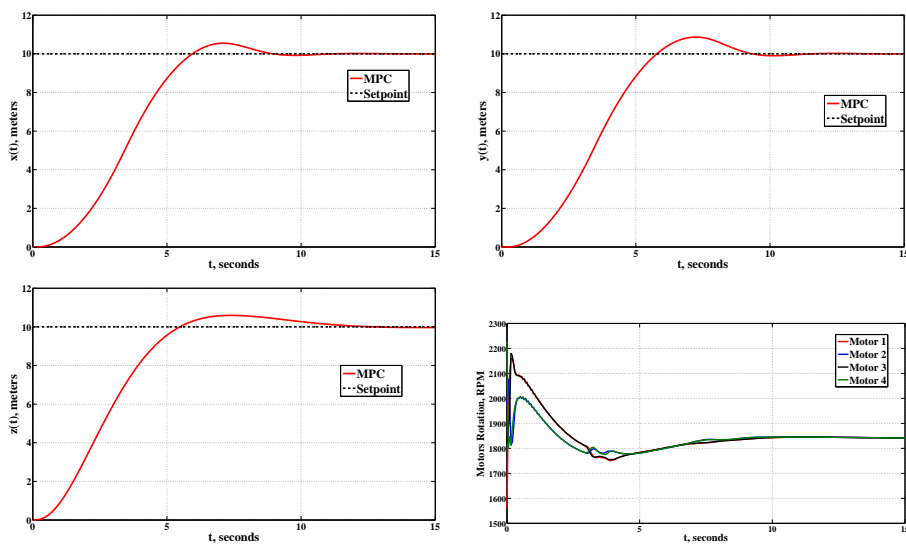 12
10
8
6
4
2
0
x(t), meters
MPC
Setpoint
0
5
10
15
t, seconds
12
10
8
6
4
2
0
y(t), meters
MPC
Setpoint
0
5
10
15
t, seconds
12
10
8
6
4
2
0
z(t), meters
MPC
Setpoint
0
5
10
15
t, seconds
2300
2200
2100
2000
1900
1800
1700
1600
1500
Motors Rotation, RPM
Motor 1
Motor 2
Motor 3
Motor 4
0
5
10
15
t, seconds